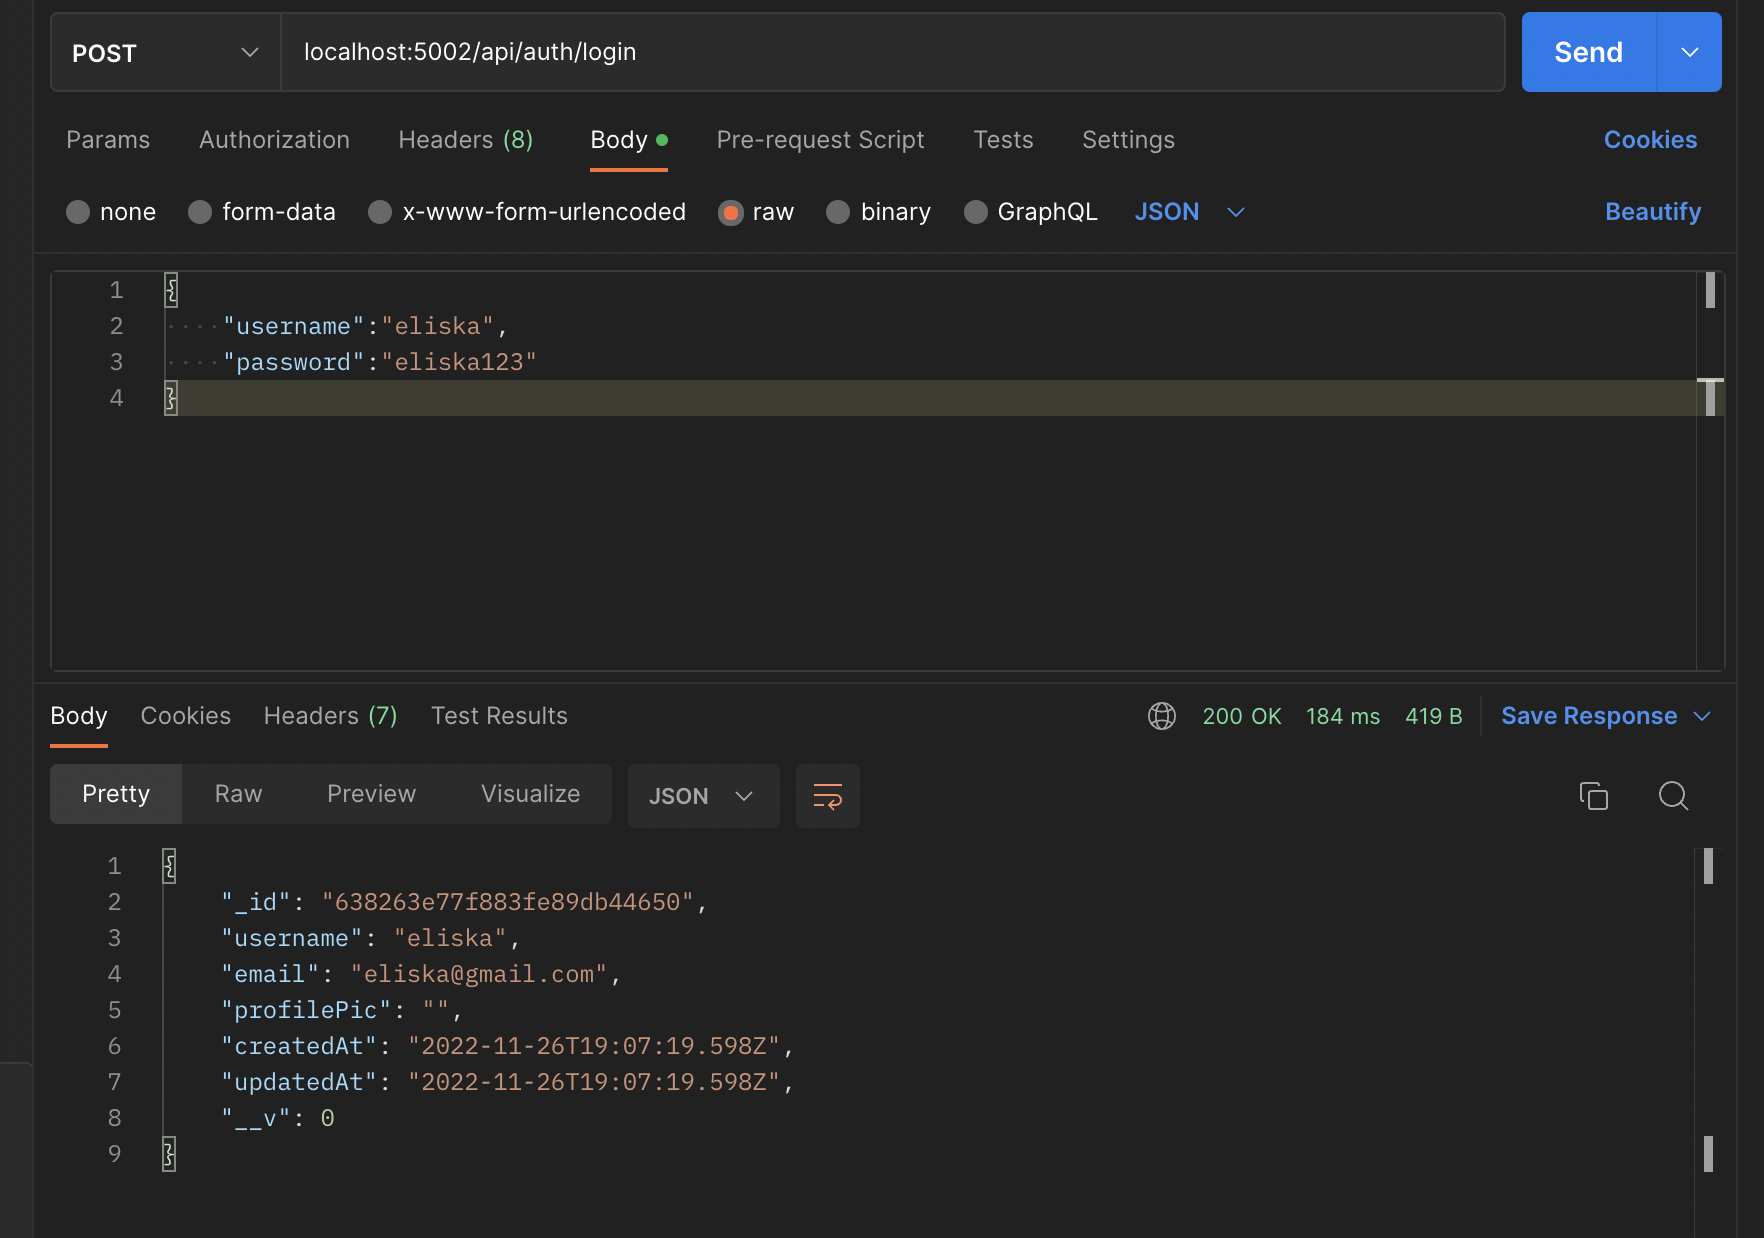 POST localhost:5002/api/auth/login Send
Params Authorization Headers (8) Body Pre-request Script Tests Settings Cookies
none form-data x-www-form-urlencoded raw binary GraphQL JSON Beautify
1 {
2 "username":"eliska",
3 "password":"eliska123"
4 }
Body Cookies Headers (7) Test Results 200 OK 184 ms 419 B Save Response
Pretty Raw Preview Visualize JSON
1 {
2 "_id": "638263e77f883fe89db44650",
3 "username": "eliska",
4 "email": "eliska@gmail.com",
5 "profilePic": "",
6 "createdAt": "2022-11-26T19:07:19.598Z",
7 "updatedAt": "2022-11-26T19:07:19.598Z",
8 "__v": 0
9 }